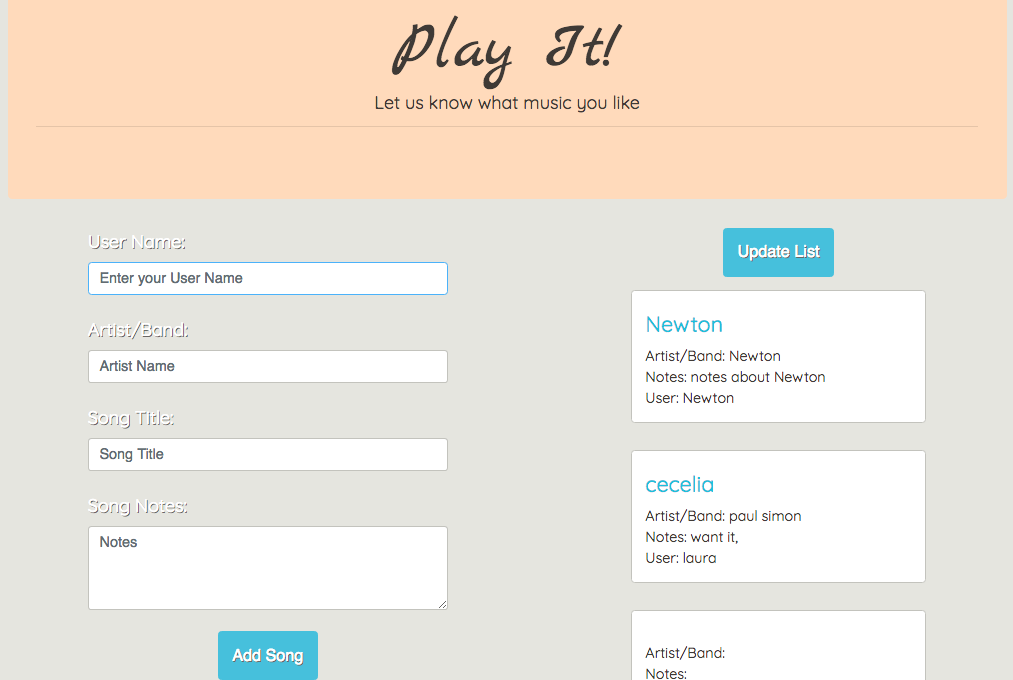 Play It!
Let us know what music you like
User Name:
Enter your User Name
Artist/Band:
Artist Name
Song Title:
Song Title
Song Notes:
Notes
Add Song
Update List
Newton
Artist/Band: Newton
Notes: notes about Newton
User: Newton
cecelia
Artist/Band: paul simon
Notes: want it,
User: laura
Artist/Band:
Notes: